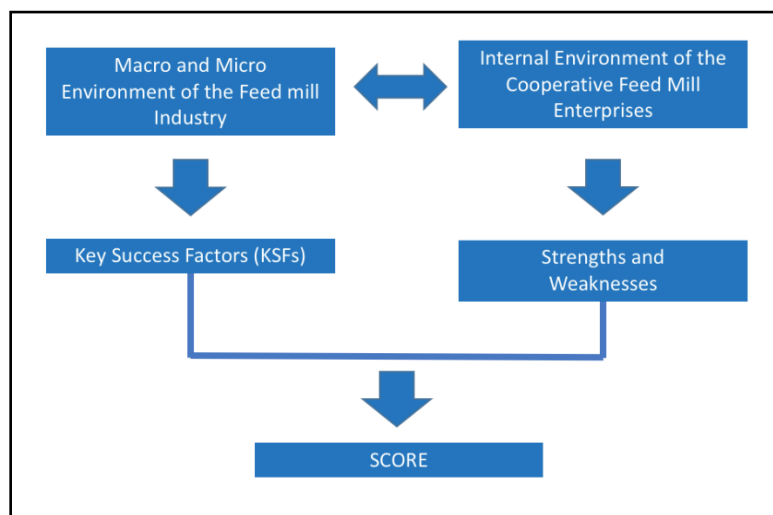 Macro and Micro
Environment of the Feed mill
Industry
Internal Environment of the
Cooperative Feed Mill
Enterprises
Key Success Factors (KSFs)
Strengths and
Weaknesses
SCORE